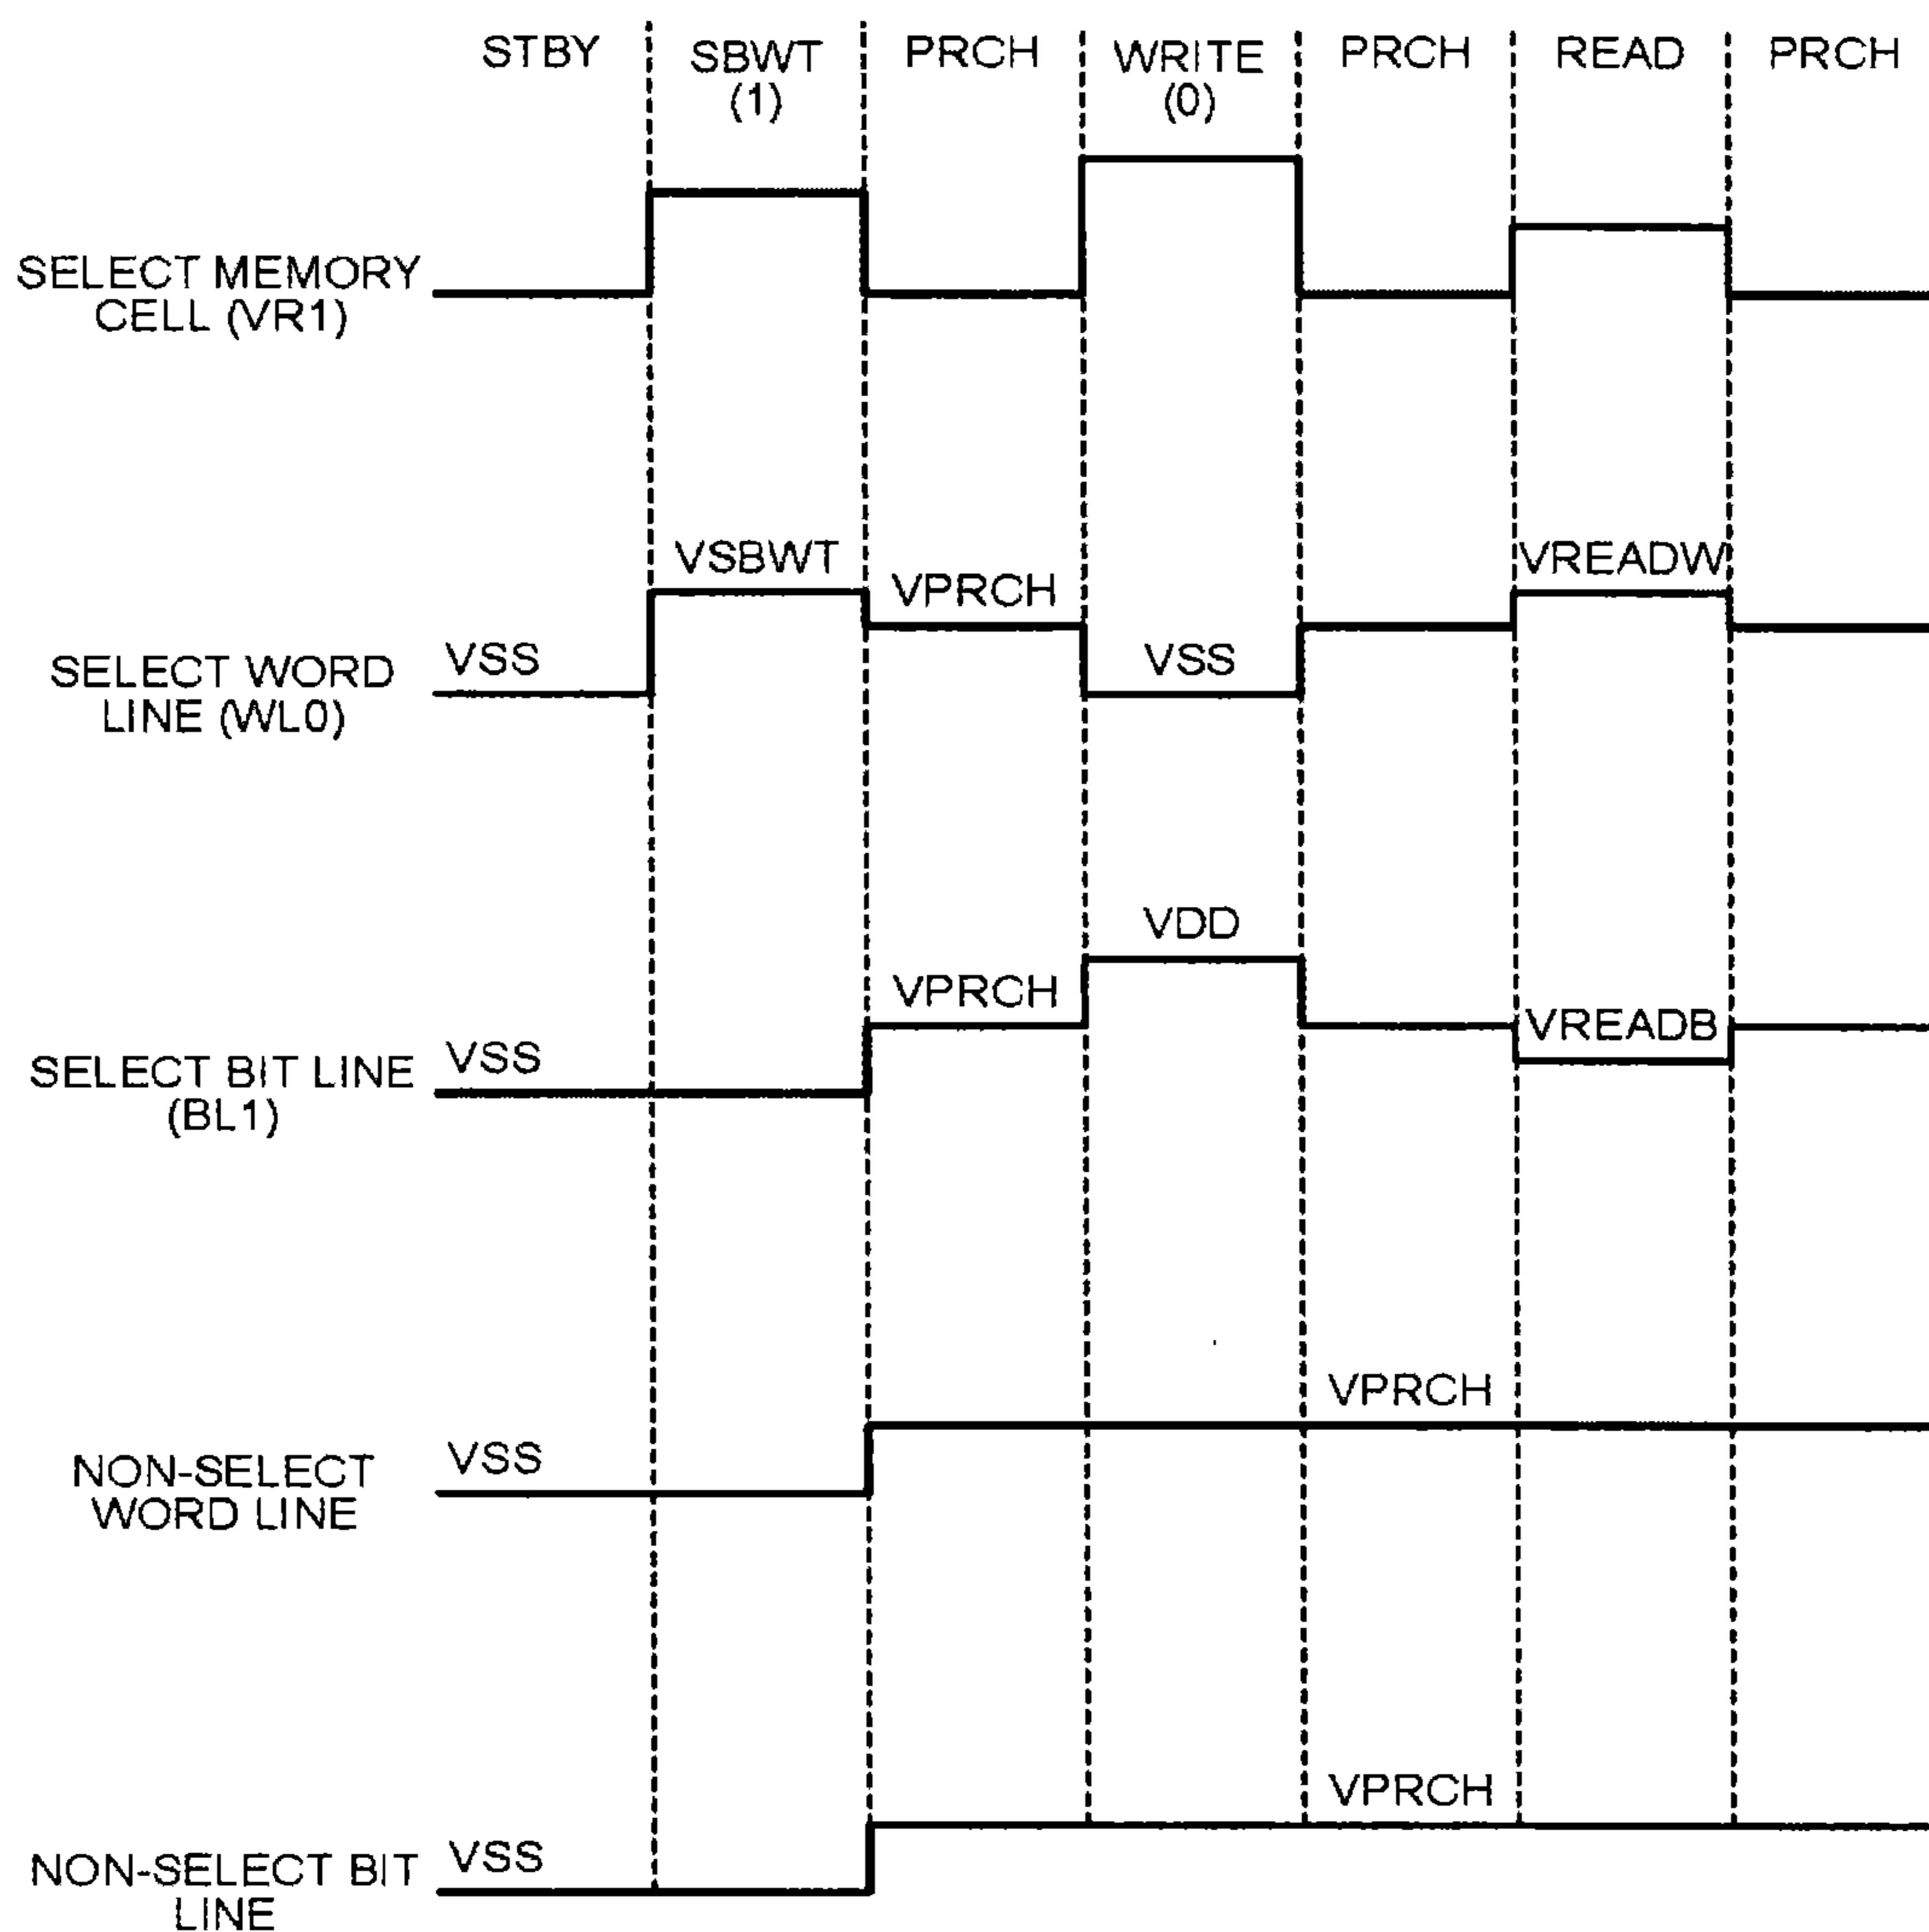 STBY
SBWT
(1)
PRCH
WRITE
(0)
PRCH
READ
PRCH
SELECT MEMORY
CELL (VR1)
VSBWT
VPRCH
VREADW
VSS
VSS
SELECT WORD
LINE (WL0)
VDD
VPRCH
VREADB
VSS
SELECT BIT LINE
(BL1)
VPRCH
VSS
NON-SELECT
WORD LINE
VPRCH
VSS
NON-SELECT BIT
LINE